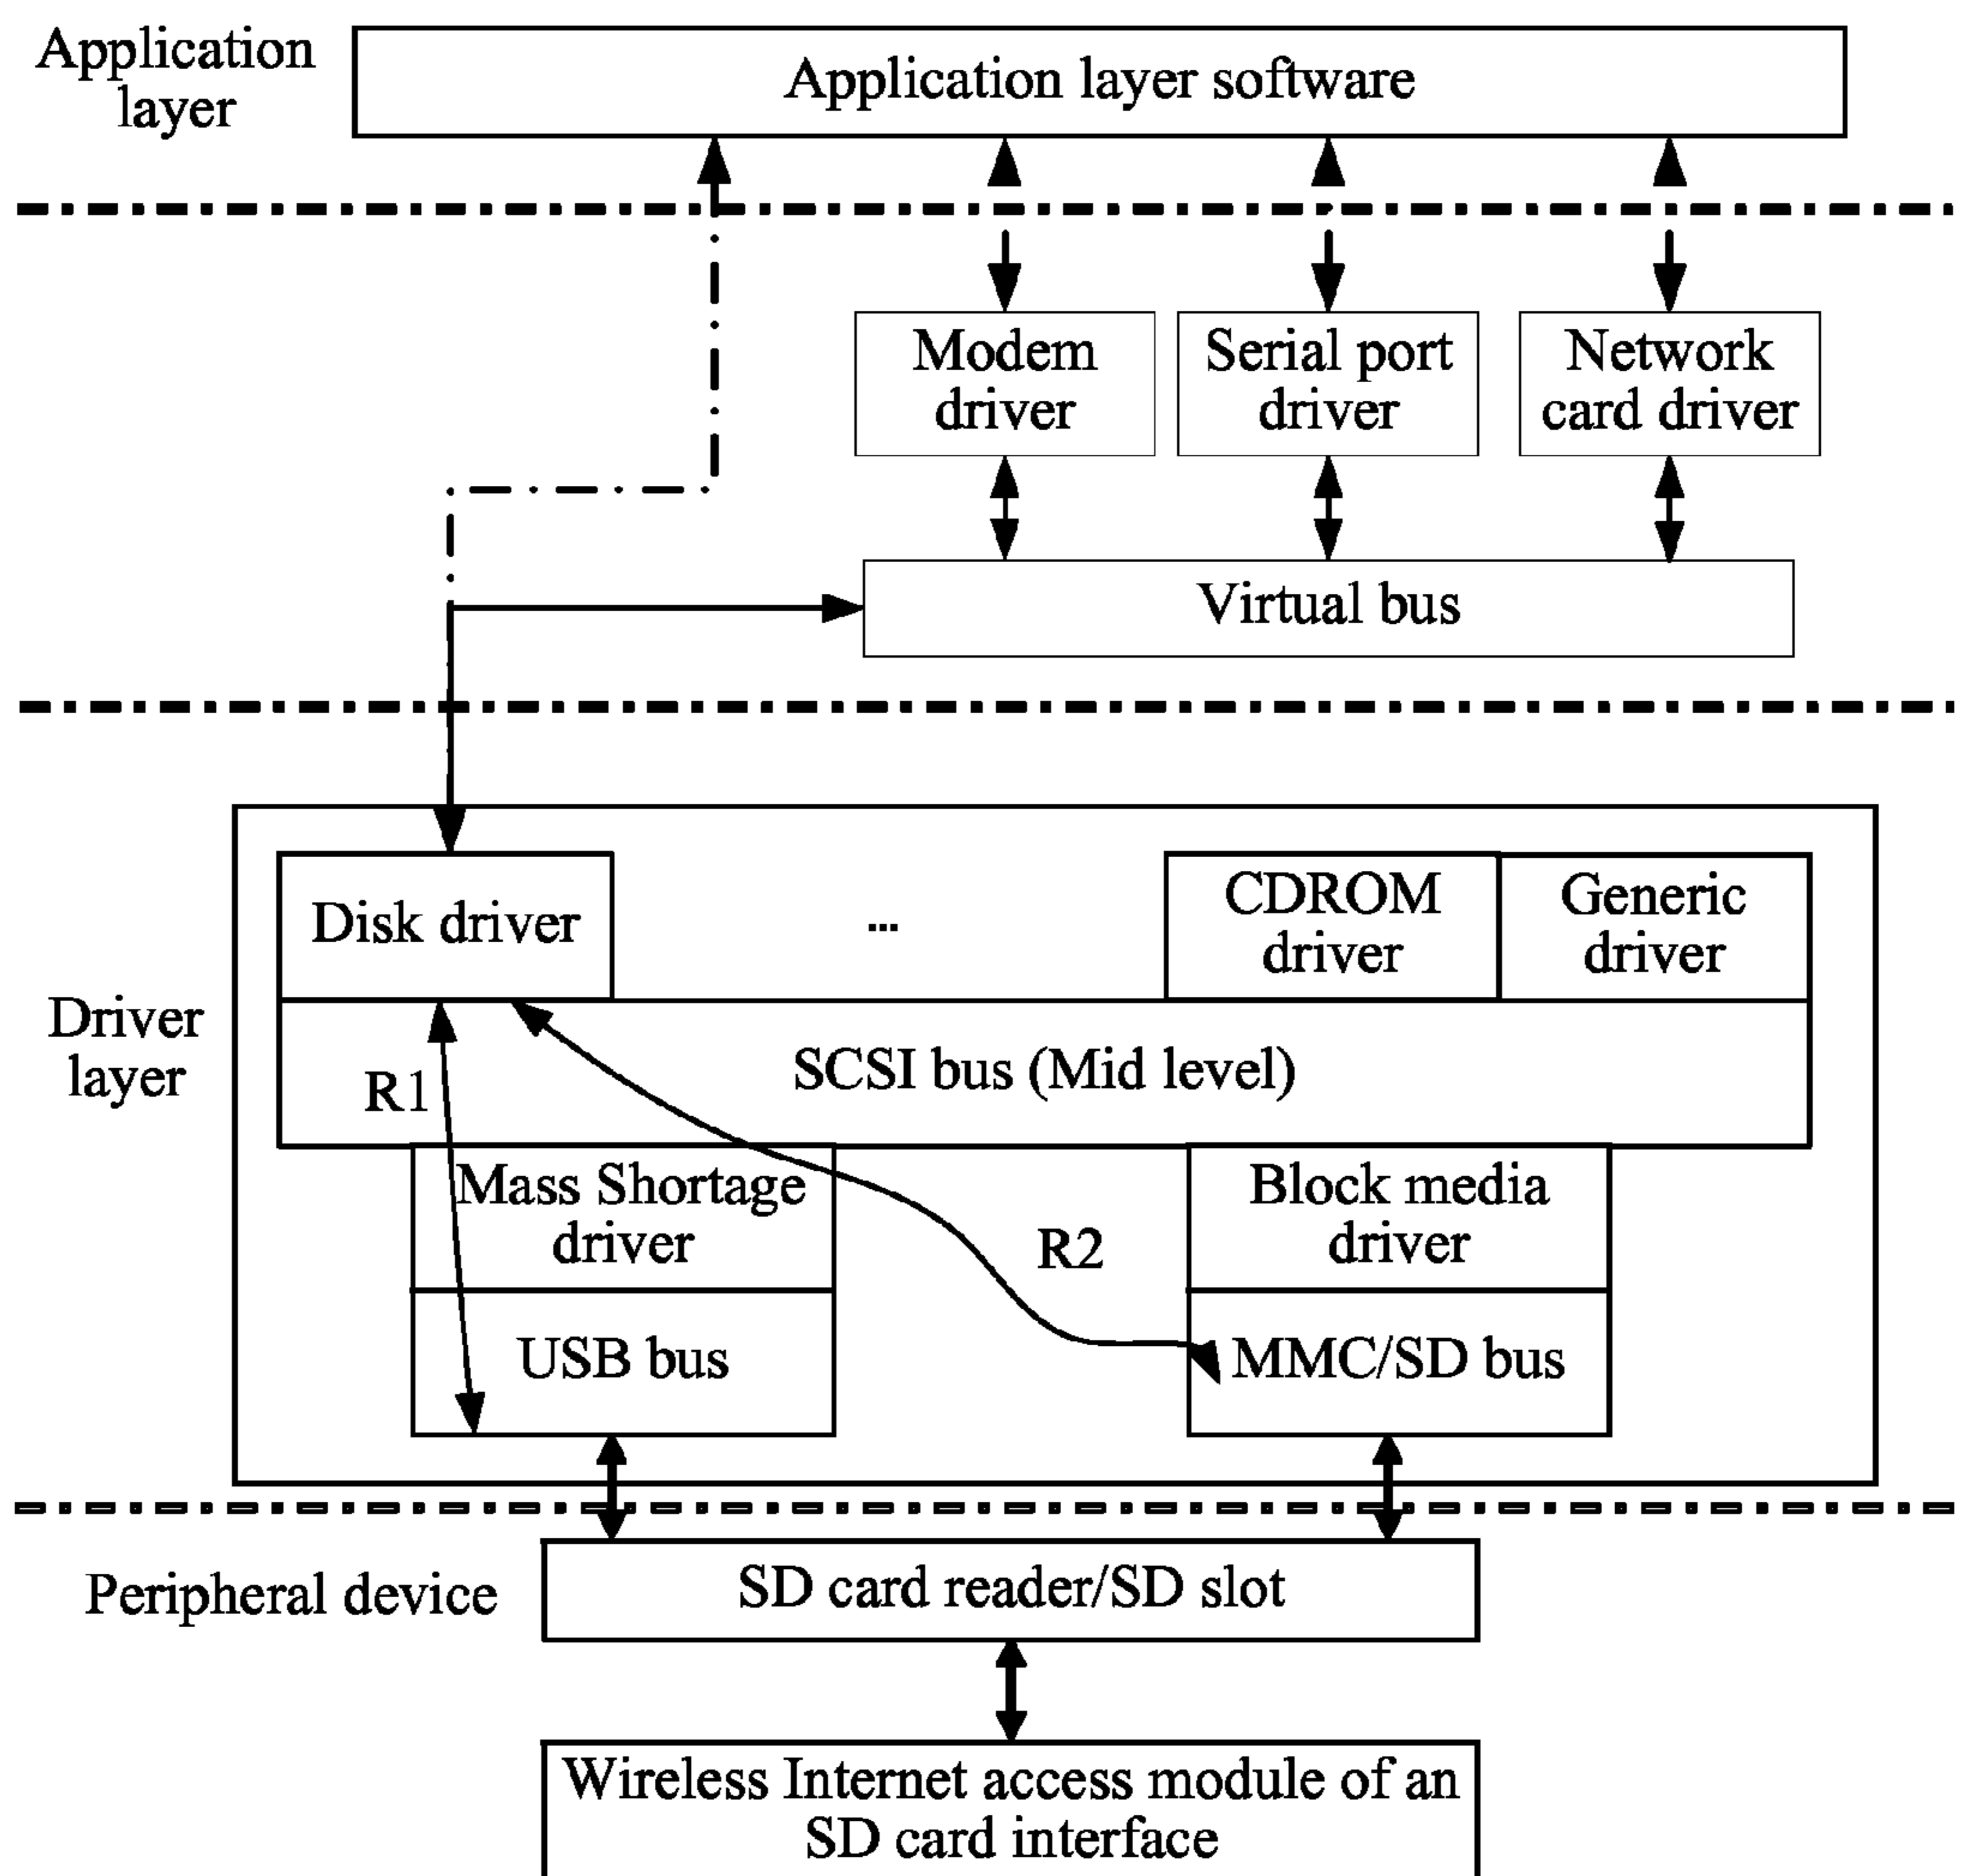 Application
layer
Application layer software
Modem
driver
Serial port
driver
Network
card driver
Virtual bus
Driver
layer
Disk driver
...
CDROM
driver
Generic
driver
R1
SCSI bus (Mid level)
Mass Shortage
driver
R2
Block media
driver
USB bus
MMC/SD bus
Peripheral device
SD card reader/SD slot
Wireless Internet access module of an
SD card interface